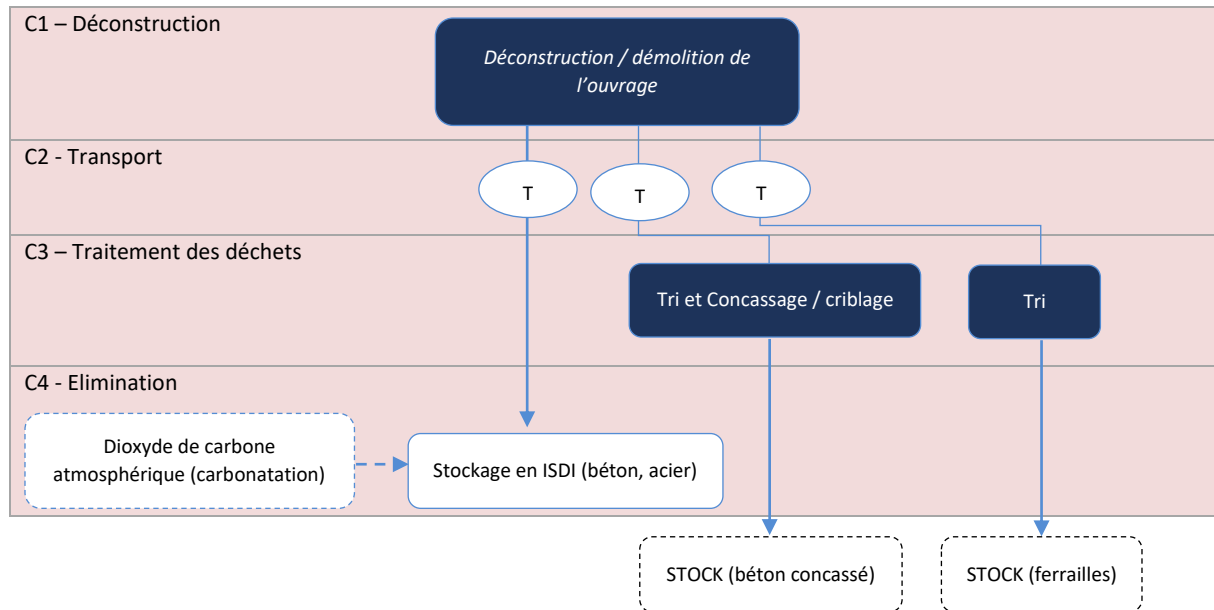 C1 – Déconstruction
Déconstruction / démolition de
l’ouvrage
C2 - Transport
T
T
T
C3 – Traitement des déchets
Tri et Concassage / criblage
Tri
C4 - Elimination
Dioxyde de carbone
atmosphérique (carbonatation)
Stockage en ISDI (béton, acier)
STOCK (béton concassé)
STOCK (ferrailles)